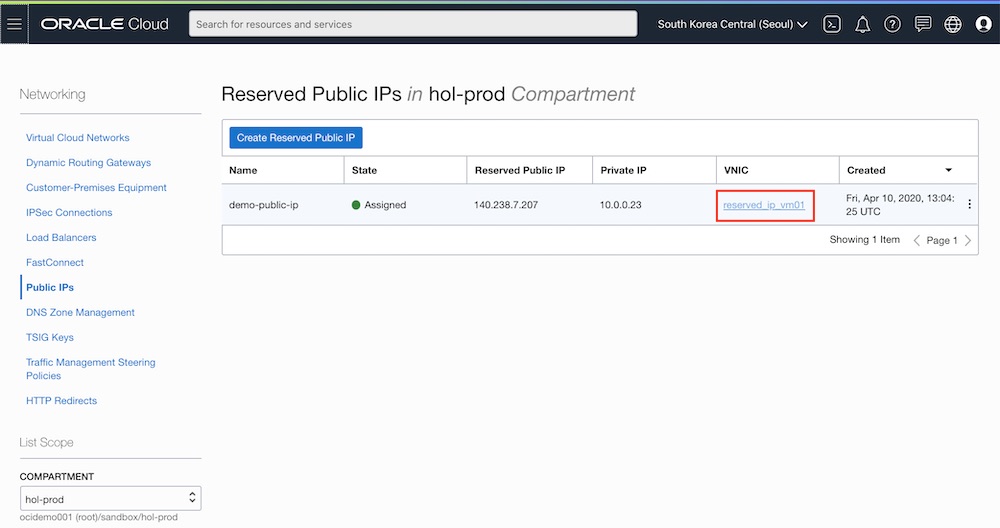 ORACLE Cloud
Search for resources and services
South Korea Central (Seoul)
Networking
Virtual Cloud Networks
Dynamic Routing Gateways
Customer-Premises Equipment
IPSec Connections
Load Balancers
FastConnect
Public IPs
DNS Zone Management
TSIG Keys
Traffic Management Steering
Policies
HTTP Redirects
List Scope
COMPARTMENT
hol-prod
ocidemo001 (root)/sandbox/hol-prod
Reserved Public IPs in hol-prod Compartment
Create Reserved Public IP
Name State Reserved Public IP Private IP VNIC Created
demo-public-ip Assigned 140.238.7.207 10.0.0.23 reserved_ip_vm01 Fri, Apr 10, 2020, 13:04:
25 UTC
Showing 1 Item Page 1